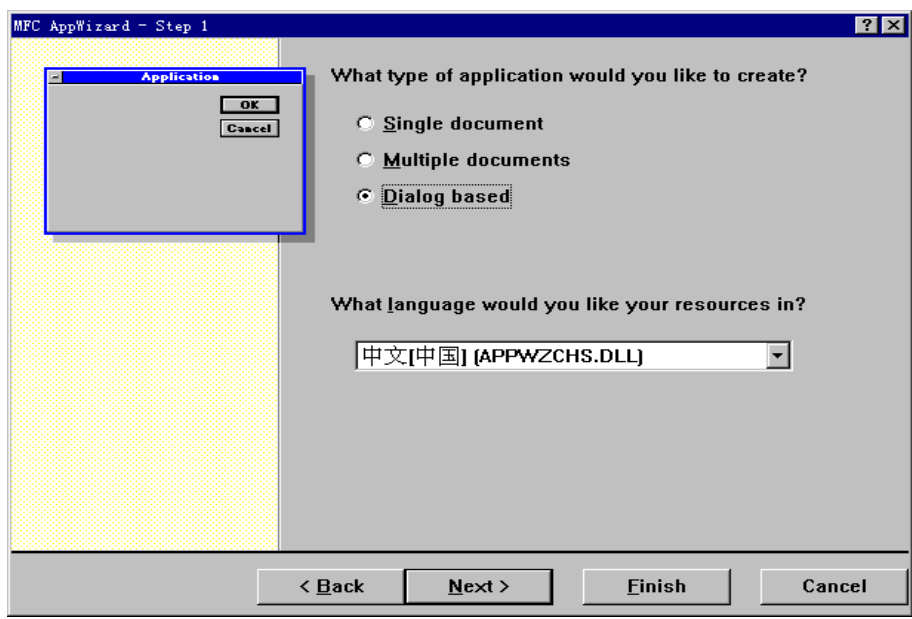 MFC AppWizard - Step 1
Application
OK
Cancel
What type of application would you like to create?
Single document
Multiple documents
Dialog based
What language would you like your resources in?
中文[中国] (APPWZCHS.DLL)
< Back
Next >
Finish
Cancel